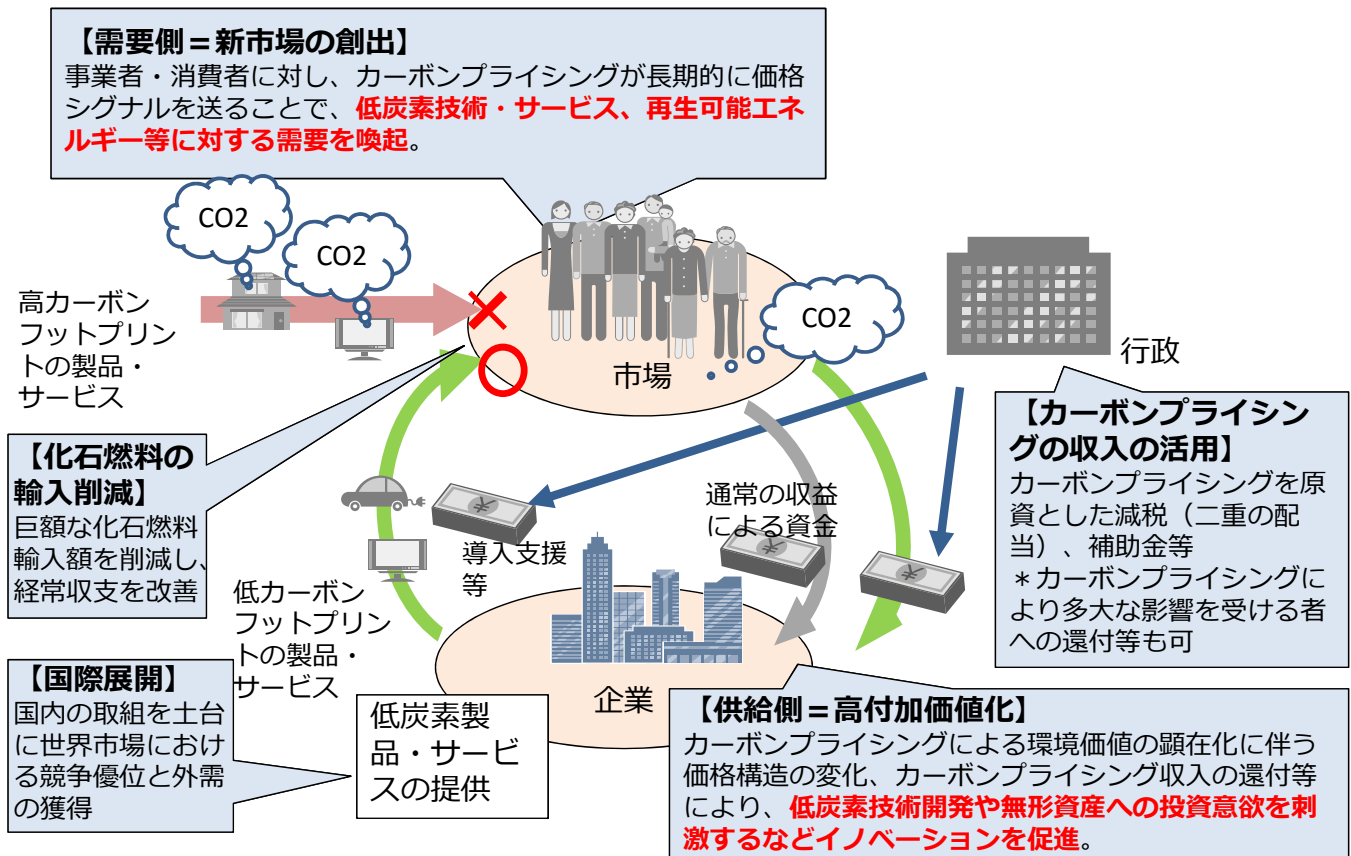 【需要側＝新市場の創出】
事業者・消費者に対し、カーボンプライシングが長期的に価格
シグナルを送ることで、低炭素技術・サービス、再生可能エネ
ルギー等に対する需要を喚起。
CO2
CO2
CO2
高カーボン
フットプリン
トの製品・
サービス
市場
行政
【カーボンプライシン
グの収入の活用】
カーボンプライシングを原
資とした減税（二重の配
当）、補助金等
＊カーボンプライシングに
より多大な影響を受ける者
への還付等も可
【化石燃料の
輸入削減】
巨額な化石燃料
輸入額を削減し、
経常収支を改善
導入支援
等
通常の収益
による資金
低カーボン
フットプリン
トの製品・
サービス
【国際展開】
国内の取組を土台
に世界市場におけ
る競争優位と外需
の獲得
低炭素製
品・サービ
スの提供
企業
【供給側＝高付加価値化】
カーボンプライシングによる環境価値の顕在化に伴う
価格構造の変化、カーボンプライシング収入の還付等
により、低炭素技術開発や無形資産への投資意欲を刺
激するなどイノベーションを促進。